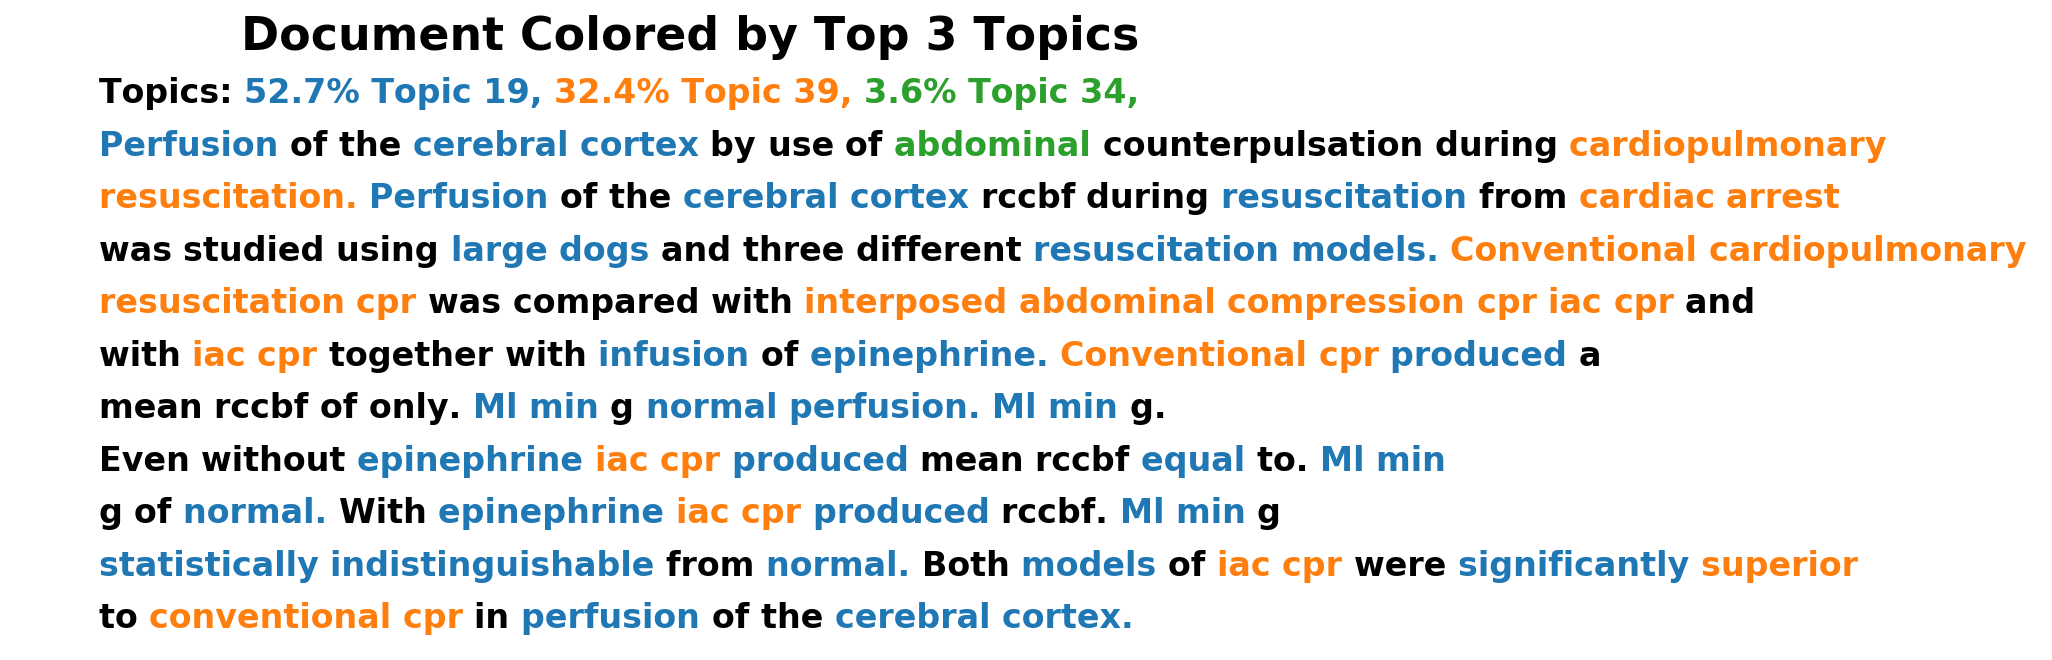 Document Colored by Top 3 Topics
Topics: 52.7% Topic 19, 32.4% Topic 39, 3.6% Topic 34,
Perfusion of the cerebral cortex by use of abdominal counterpulsation during cardiopulmonary
resuscitation. Perfusion of the cerebral cortex rccbf during resuscitation from cardiac arrest
was studied using large dogs and three different resuscitation models. Conventional cardiopulmonary
resuscitation cpr was compared with interposed abdominal compression cpr iac cpr and
with iac cpr together with infusion of epinephrine. Conventional cpr produced a
mean rccbf of only. Ml min g normal perfusion. Ml min g.
Even without epinephrine iac cpr produced mean rccbf equal to. Ml min
g of normal. With epinephrine iac cpr produced rccbf. Ml min g
statistically indistinguishable from normal. Both models of iac cpr were significantly superior
to conventional cpr in perfusion of the cerebral cortex.